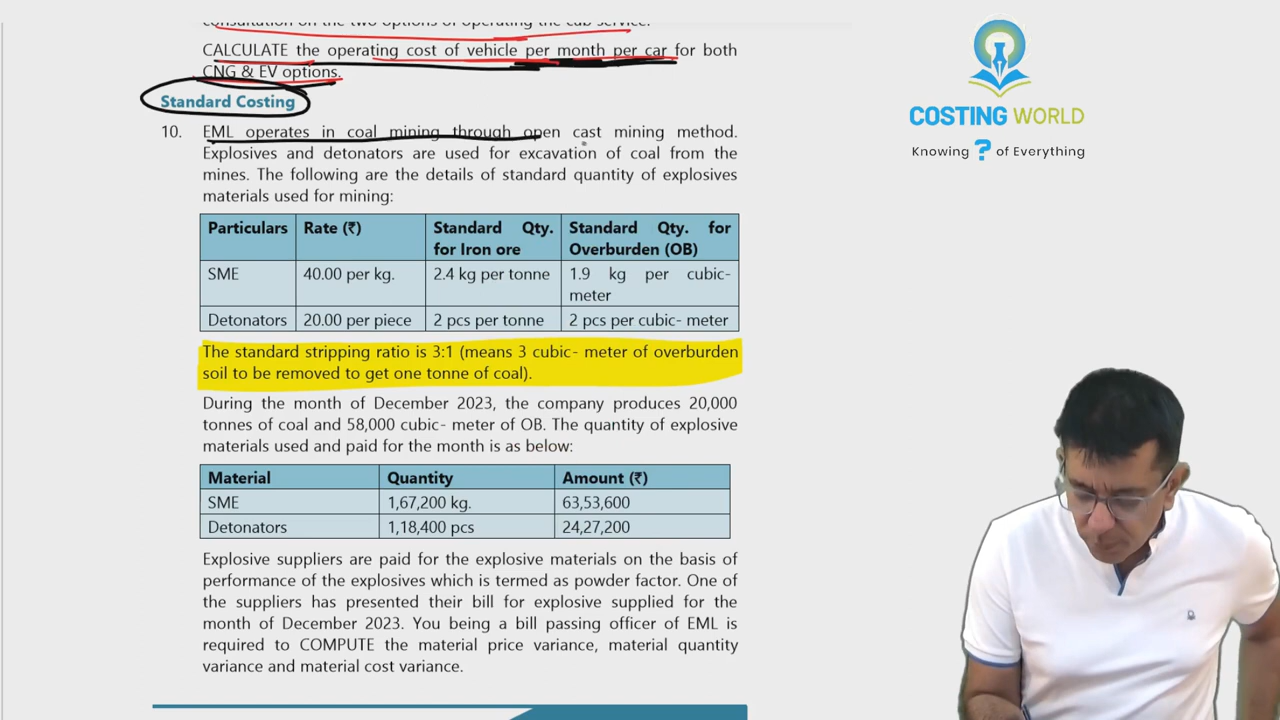 consultation on the two options of operating the cab service.
CALCULATE the operating cost of vehicle per month per car for both
CNG & EV options.
Standard Costing
10. EML operates in coal mining through open cast mining method.
Explosives and detonators are used for excavation of coal from the
mines. The following are the details of standard quantity of explosives
materials used for mining:
Particulars Rate (₹) Standard Qty. for Iron ore Standard Qty. for Overburden (OB)
SME 40.00 per kg. 2.4 kg per tonne 1.9 kg per cubic- meter
Detonators 20.00 per piece 2 pcs per tonne 2 pcs per cubic- meter
The standard stripping ratio is 3:1 (means 3 cubic- meter of overburden
soil to be removed to get one tonne of coal).
During the month of December 2023, the company produces 20,000
tonnes of coal and 58,000 cubic- meter of OB. The quantity of explosive
materials used and paid for the month is as below:
Material Quantity Amount (₹)
SME 1,67,200 kg. 63,53,600
Detonators 1,18,400 pcs 24,27,200
Explosive suppliers are paid for the explosive materials on the basis of
performance of the explosives which is termed as powder factor. One of
the suppliers has presented their bill for explosive supplied for the
month of December 2023. You being a bill passing officer of EML is
required to COMPUTE the material price variance, material quantity
variance and material cost variance.
COSTING WORLD
Knowing ? of Everything